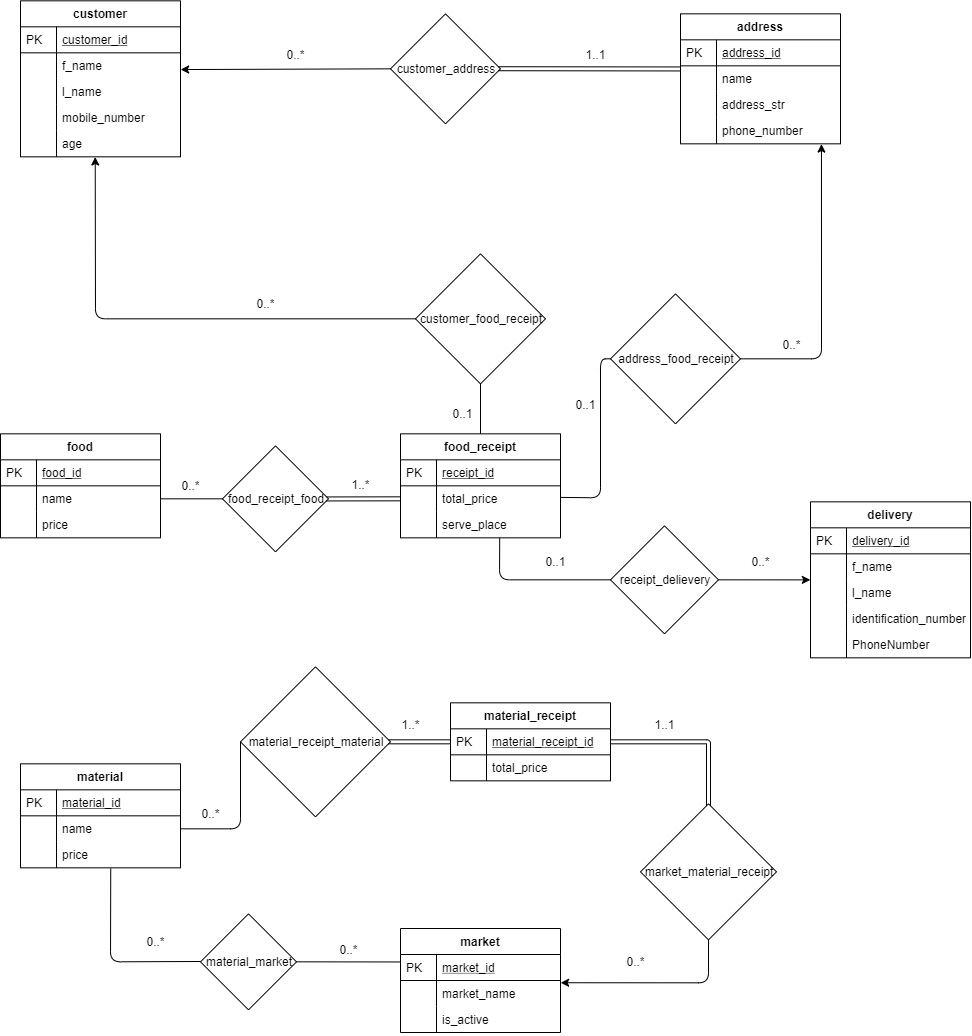 customer
PK customer_id
f_name
l_name
mobile_number
age
0..*
customer_address
1..1
address
PK address_id
name
address_str
phone_number
0..*
customer_food_receipt
0..1
address_food_receipt
0..*
0..1
food
PK food_id
name
price
0..*
food_receipt_food
1..*
food_receipt
PK receipt_id
total_price
serve_place
0..1
receipt_delievery
0..*
delivery
PK delivery_id
f_name
l_name
identification_number
PhoneNumber
material_receipt_material
1..*
0..*
material_receipt
PK material_receipt_id
total_price
1..1
material
PK material_id
name
price
market_material_receipt
0..*
0..*
material_market
0..*
market
PK market_id
market_name
is_active